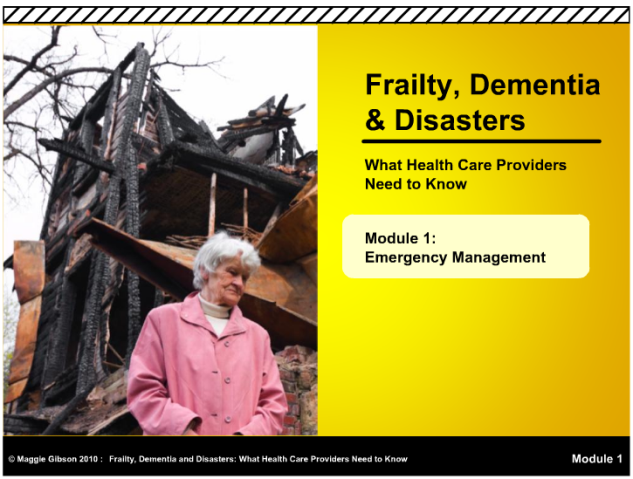 Frailty, Dementia
& Disasters
What Health Care Providers
Need to Know
Module 1:
Emergency Management
© Maggie Gibson 2010 : Frailty, Dementia and Disasters: What Health Care Providers Need to Know
Module 1